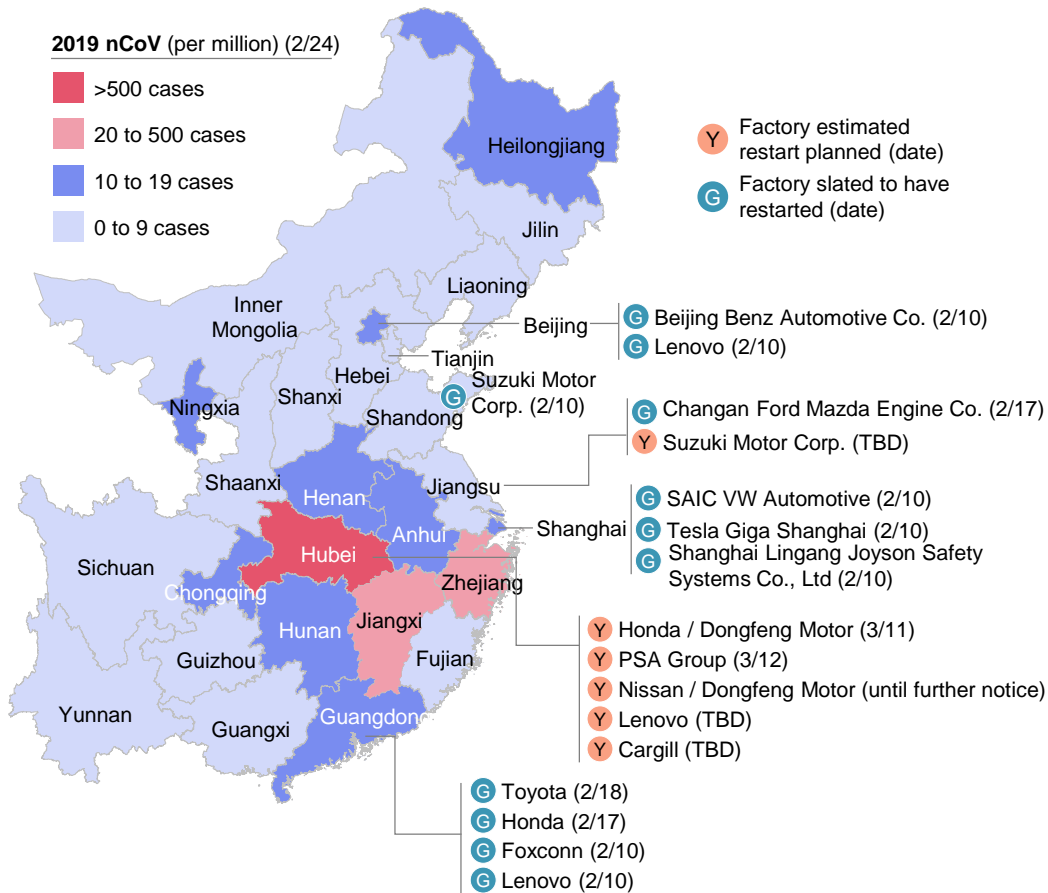 2019 nCoV (per million) (2/24)
>500 cases
20 to 500 cases
10 to 19 cases
0 to 9 cases
Y Factory estimated
restart planned (date)
G Factory slated to have
restarted (date)
Heilongjiang
Jilin
Liaoning
Inner
Mongolia
Beijing
G Beijing Benz Automotive Co. (2/10)
G Lenovo (2/10)
Tianjin
Hebei
Shanxi
Ningxia
Shandong
G Suzuki Motor
Corp. (2/10)
G Changan Ford Mazda Engine Co. (2/17)
Y Suzuki Motor Corp. (TBD)
Shaanxi
Henan
Jiangsu
Anhui
Shanghai
G SAIC VW Automotive (2/10)
G Tesla Giga Shanghai (2/10)
G Shanghai Lingang Joyson Safety
Systems Co., Ltd (2/10)
Hubei
Sichuan
Chongqing
Zhejiang
Jiangxi
Hunan
Guizhou
Fujian
Yunnan
Guangxi
Guangdong
Y Honda / Dongfeng Motor (3/11)
Y PSA Group (3/12)
Y Nissan / Dongfeng Motor (until further notice)
Y Lenovo (TBD)
Y Cargill (TBD)
G Toyota (2/18)
G Honda (2/17)
G Foxconn (2/10)
G Lenovo (2/10)